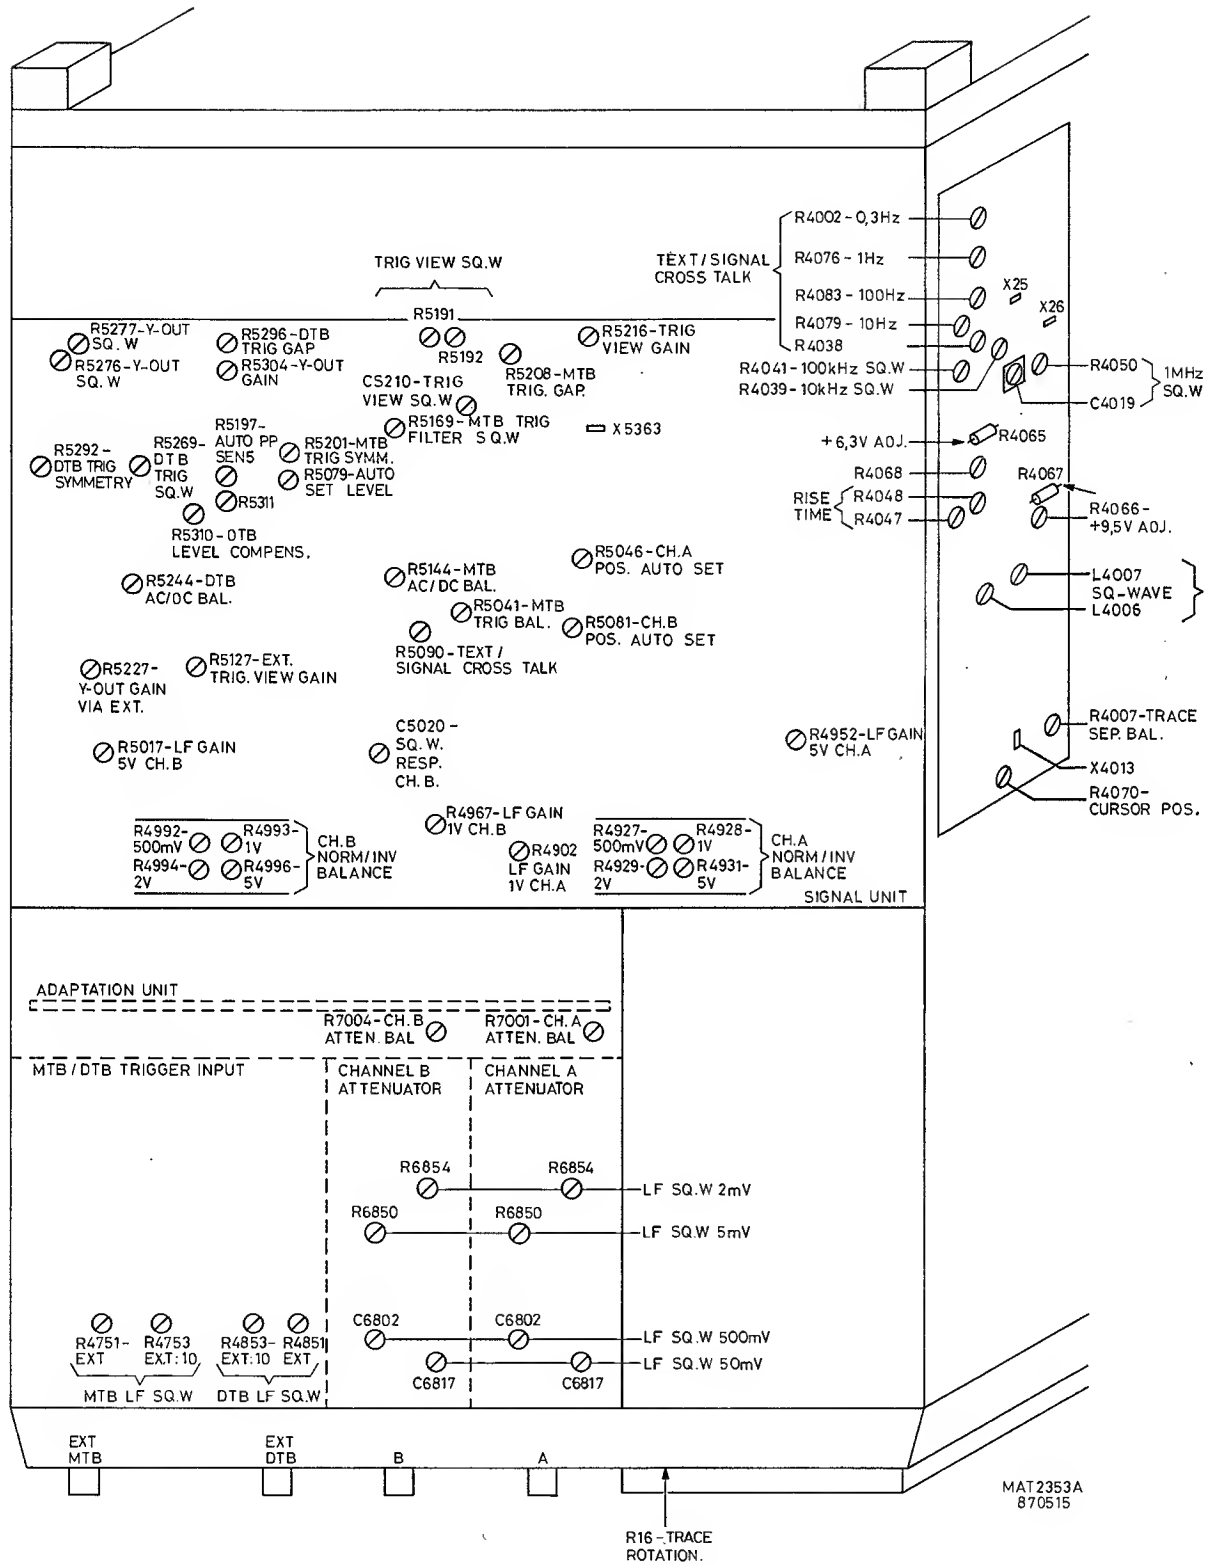 R4002-0,3Hz
TEXT/SIGNAL
CROSS TALK
R4076-1Hz
R4083-100Hz
R4079-10Hz
R4038
R4041-100kHz SQ.W
R4039-10kHz SQ.W
X25
X26
R4050
C4019
1MHz
SQ.W
TRIG VIEW SQ.W
R5191
R5192
R5277-Y-OUT
SQ.W
R5276-Y-OUT
SQ.W
R5296-DTB
TRIG GAP
R5304-Y-OUT
GAIN
R5216-TRIG
VIEW GAIN
R5208-MTB
TRIG. GAP.
CS210-TRIG
VIEW SQ.W
R5169-MTB TRIG
FILTER SQ.W
X5363
R5197-
AUTO PP
SENS
R5201-MTB
TRIG SYMM.
R5079-AUTO
SET LEVEL
R5292-
DTB TRIG
SYMMETRY
R5269-
DTB
TRIG
SQ.W
R5311
R5310-DTB
LEVEL COMPENS.
+6,3V ADJ.
R4065
R4068
R4067
RISE
TIME
R4048
R4047
R4066-
+9,5V ADJ.
R5046-CH.A
POS. AUTO SET
R5244-DTB
AC/DC BAL.
R5144-MTB
AC/DC BAL.
R5041-MTB
TRIG BAL.
R5081-CH.B
POS. AUTO SET
R5090-TEXT/
SIGNAL CROSS TALK
L4007
SQ-WAVE
L4006
R5227-
Y-OUT GAIN
VIA EXT.
R5127-EXT.
TRIG. VIEW GAIN
R5017-LF GAIN
5V CH.B
C5020-
SQ.W.
RESP.
CH.B.
R4952-LF GAIN
5V CH.A
R4007-TRACE
SEP. BAL.
X4013
R4070-
CURSOR POS.
R4967-LF GAIN
1V CH.B
R4902
LF GAIN
1V CH.A
R4992-
500mV
R4993-
1V
R4994-
2V
R4996-
5V
CH.B
NORM/INV
BALANCE
R4927-
500mV
R4928-
1V
R4929-
2V
R4931-
5V
CH.A
NORM/INV
BALANCE
SIGNAL UNIT
ADAPTATION UNIT
R7004-CH.B
ATTEN. BAL
R7001-CH.A
ATTEN. BAL
MTB/DTB TRIGGER INPUT
CHANNEL B
ATTENUATOR
CHANNEL A
ATTENUATOR
R6854
R6854
LF SQ.W 2mV
R6850
R6850
LF SQ.W 5mV
C6802
C6802
LF SQ.W 500mV
C6817
C6817
LF SQ.W 50mV
R4751-
EXT
R4753
EXT:10
R4853-
EXT:10
R4851
EXT
MTB LF SQ.W
DTB LF SQ.W
EXT
MTB
EXT
DTB
B
A
R16-TRACE
ROTATION.
MAT2353A
870515